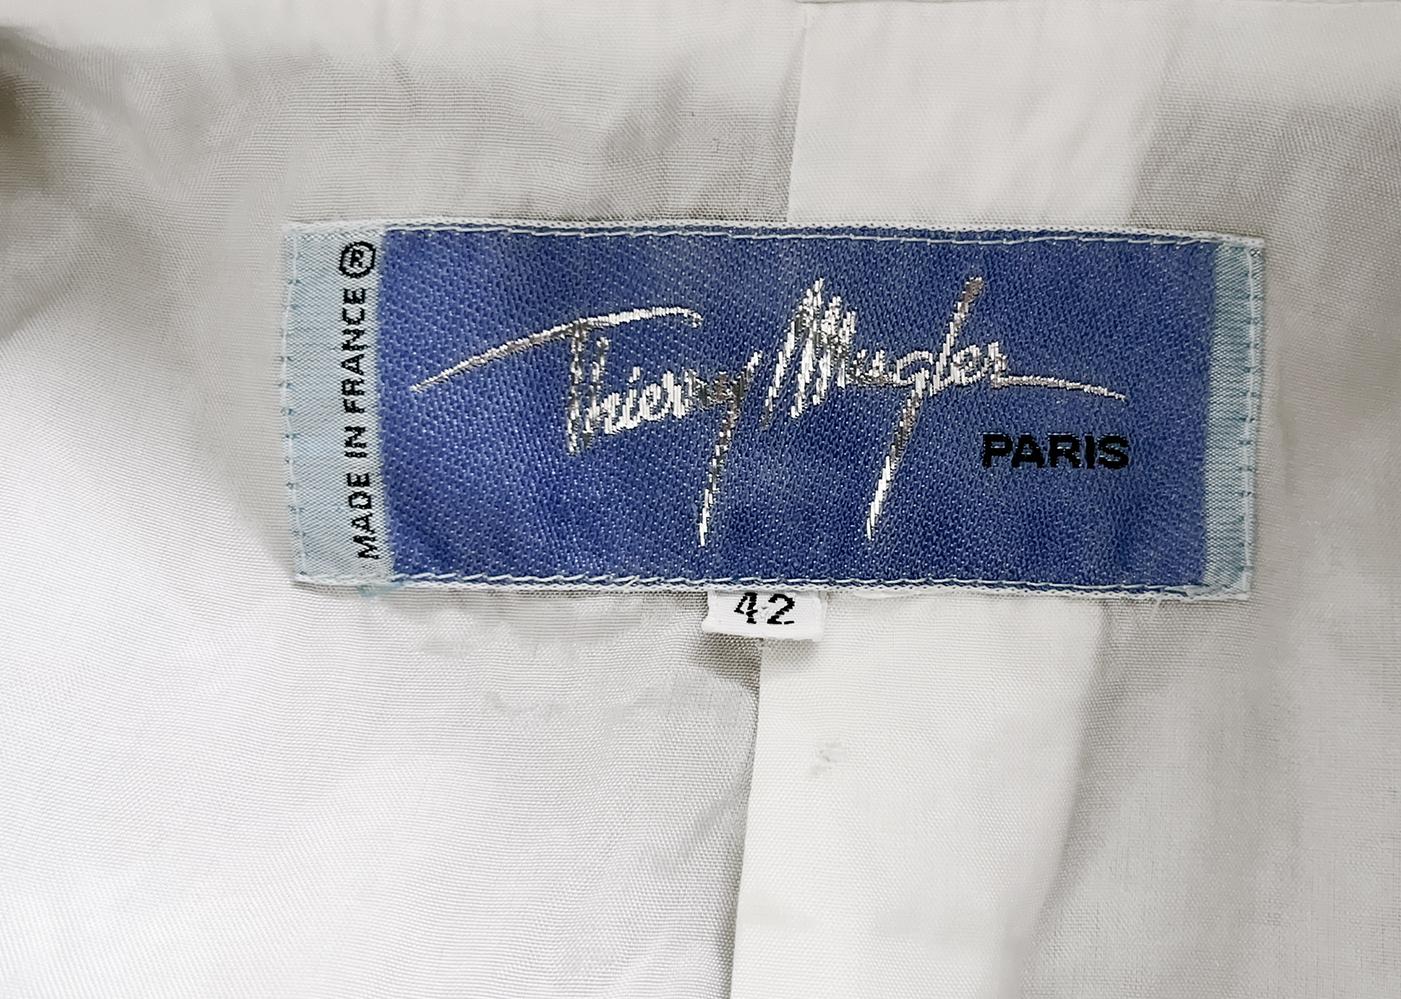 MADE IN FRANCE ®
Thierry Mugler
PARIS
42